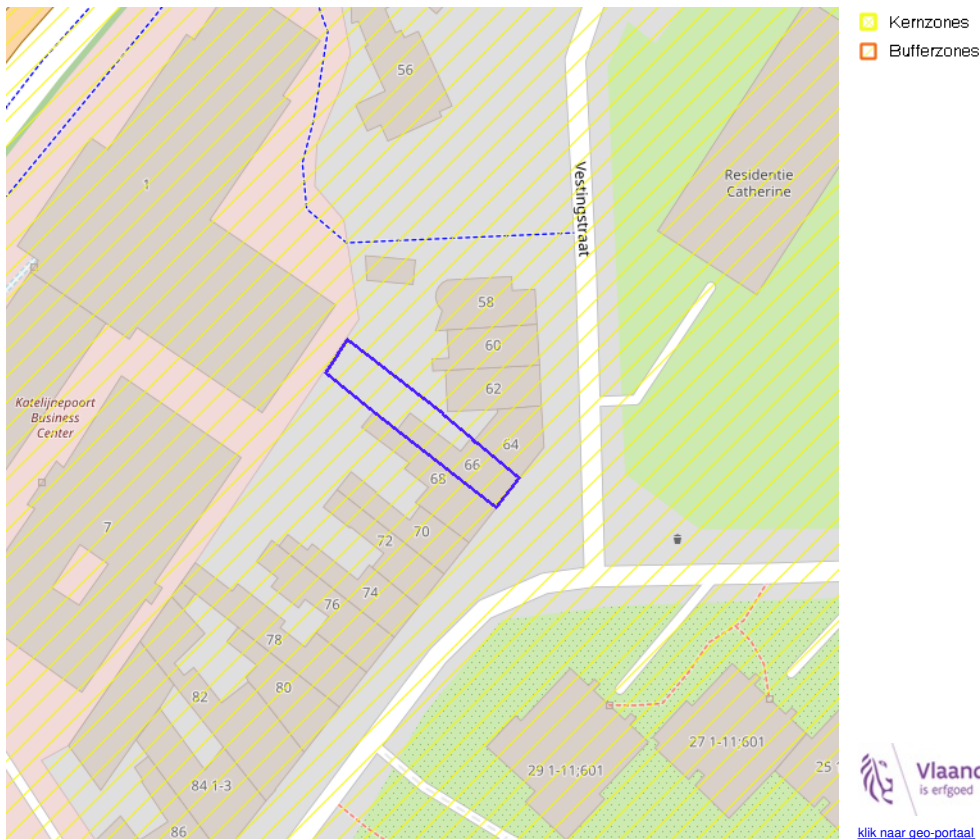 Kernzones
Bufferzones
56
1
Vestingstraat
Residentie
Catherine
58
60
62
Katelijnepoort
Business
Center
64
66
68
7
70
72
74
76
78
80
82
27 1-11;601
29 1-11;601
25 1
84 1-3
86
Vlaand
is erfgoed
klik naar geo-portaal